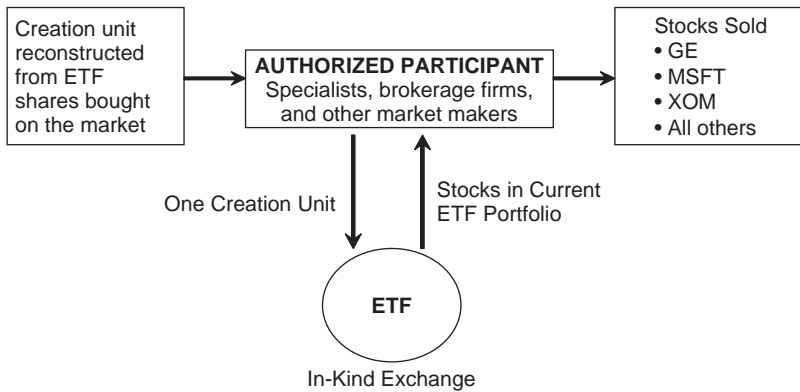 Creation unit
reconstructed
from ETF
shares bought
on the market
AUTHORIZED PARTICIPANT
Specialists, brokerage firms,
and other market makers
Stocks Sold
• GE
• MSFT
• XOM
• All others
One Creation Unit
Stocks in Current
ETF Portfolio
ETF
In-Kind Exchange